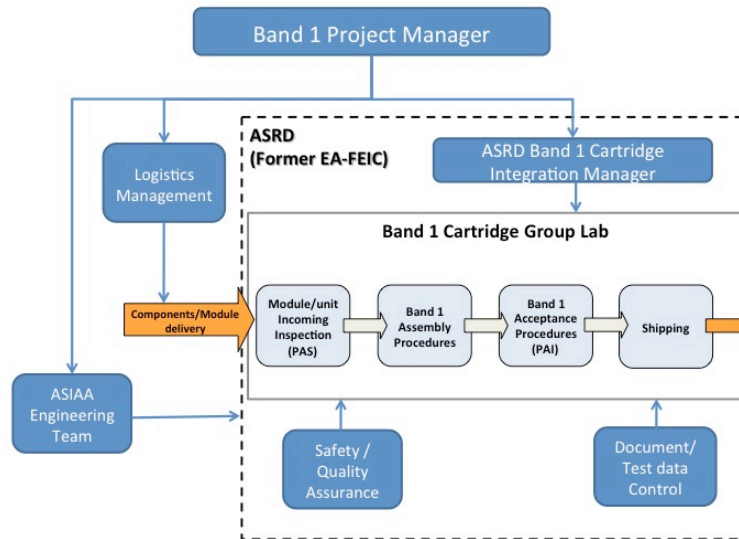 Band 1 Project Manager
ASRD
(Former EA-FEIC)
ASRD Band 1 Cartridge
Integration Manager
Logistics
Management
Band 1 Cartridge Group Lab
Components/Module
delivery
Module/unit
Incoming
Inspection
(PAS)
Band 1
Assembly
Procedures
Band 1
Acceptance
Procedures
(PAI)
Shipping
ASIAA
Engineering
Team
Safety /
Quality
Assurance
Document/
Test data
Control